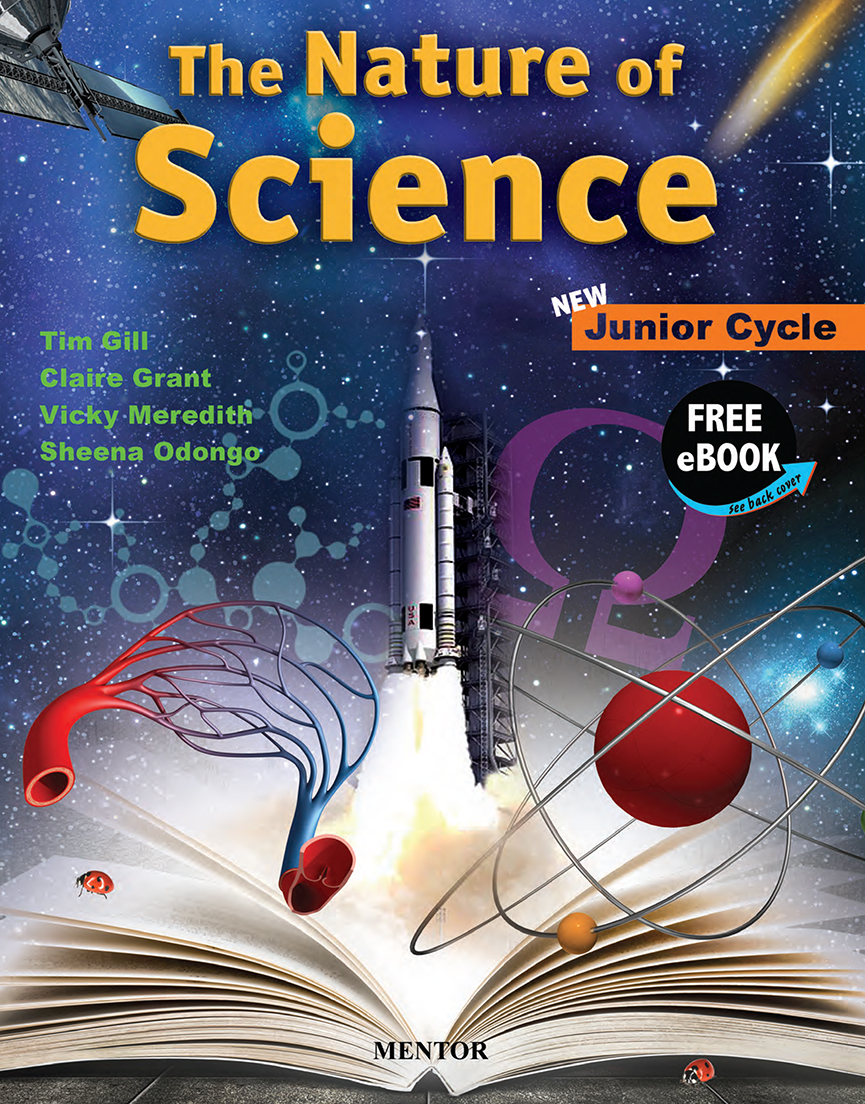 The Nature of
Science
NEW
Junior Cycle
Tim Gill
Claire Grant
Vicky Meredith
Sheena Odongo
FREE
eBOOK
see back cover
Ω
USA
MENTOR